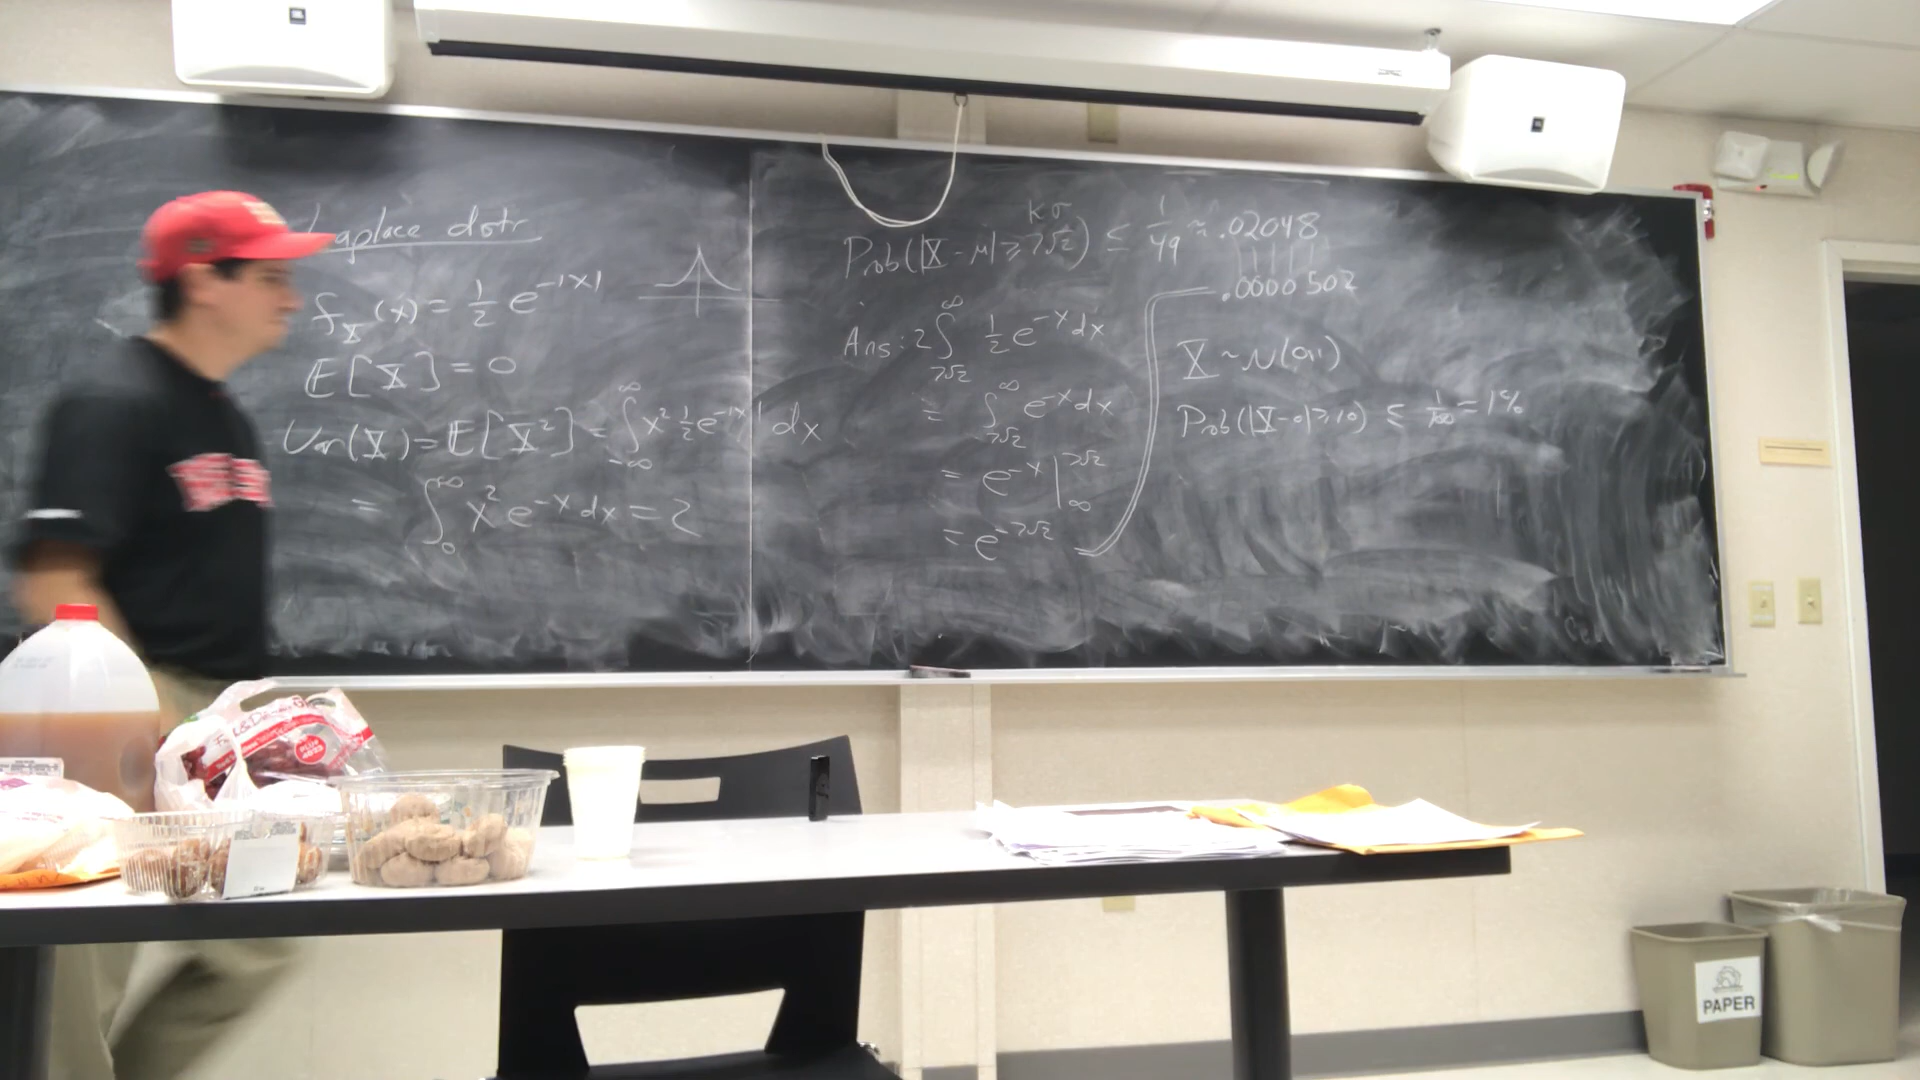 Laplace distr
f_X(x) = 1/2 e^{-|x|}
E[X] = 0
Var(X) = E[X²] = ∫_{-∞}^{∞} x² 1/2 e^{-|x|} dx
= ∫_0^∞ x² e^{-x} dx = 2
kσ
Prob(|X - μ| ≥ 7√2) ≤ 1/49 ≈ .02048
.0000502
Ans: 2 ∫_{7√2}^∞ 1/2 e^{-x} dx
= ∫_{7√2}^∞ e^{-x} dx
= e^{-x} |_∞^{7√2}
= e^{-7√2}
X ~ N(0,1)
Prob(|X - 0| ≥ 10) ≤ 1/100 = 1%
PAPER